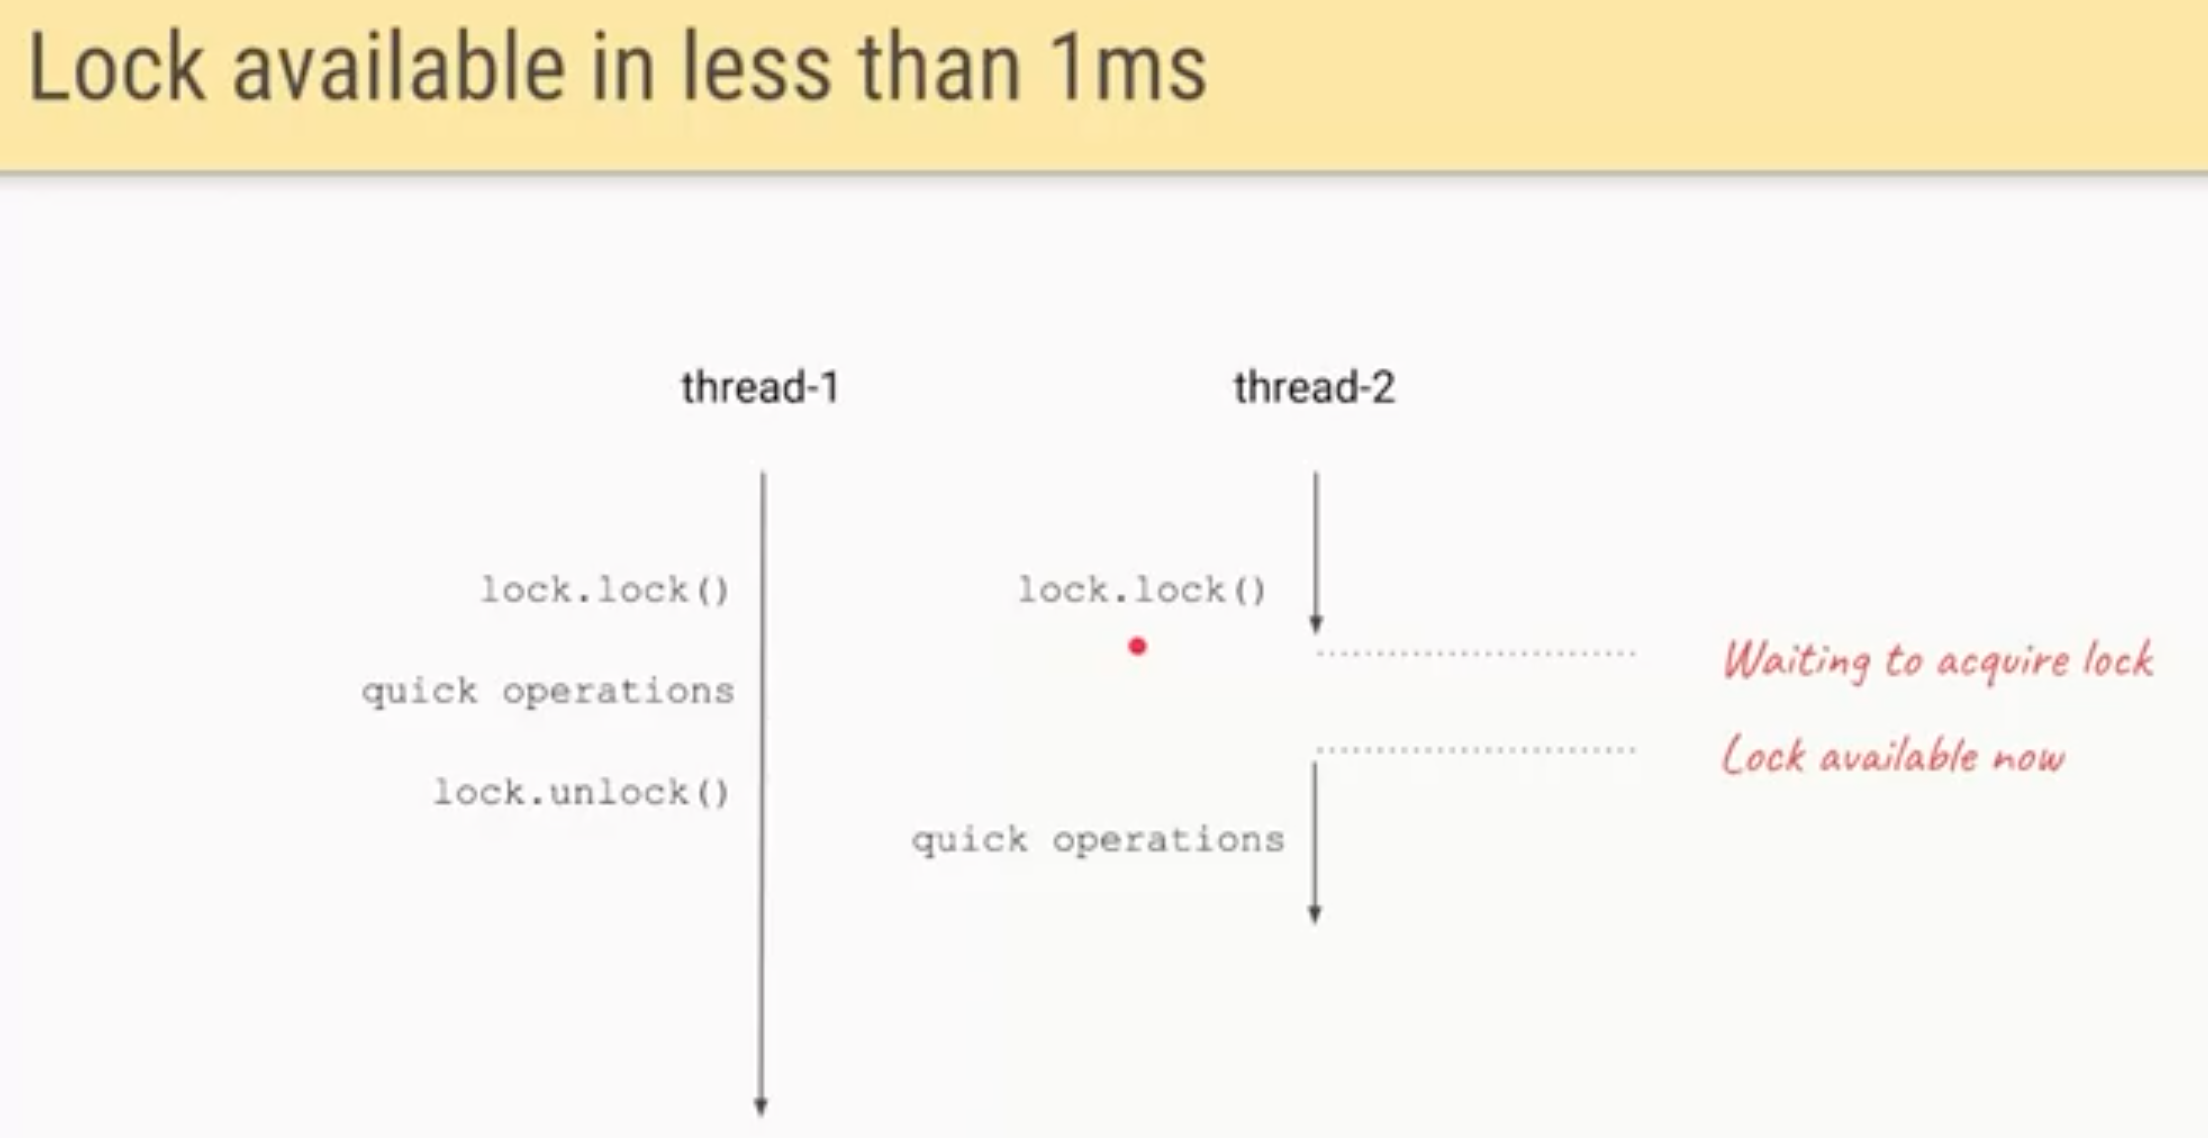 Lock available in less than 1ms
thread-1
thread-2
lock.lock()
lock.lock()
Waiting to acquire lock
quick operations
Lock available now
lock.unlock()
quick operations